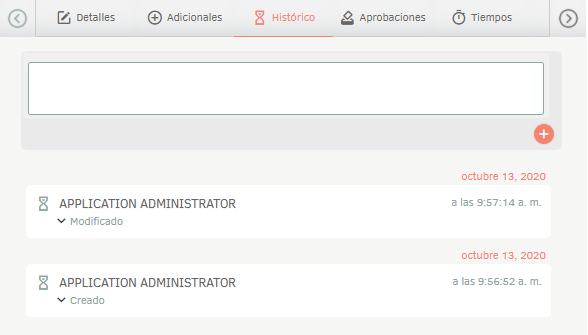 Detalles Adicionales Histórico Aprobaciones Tiempos
octubre 13, 2020
APPLICATION ADMINISTRATOR a las 9:57:14 a. m.
Modificado
octubre 13, 2020
APPLICATION ADMINISTRATOR a las 9:56:52 a. m.
Creado